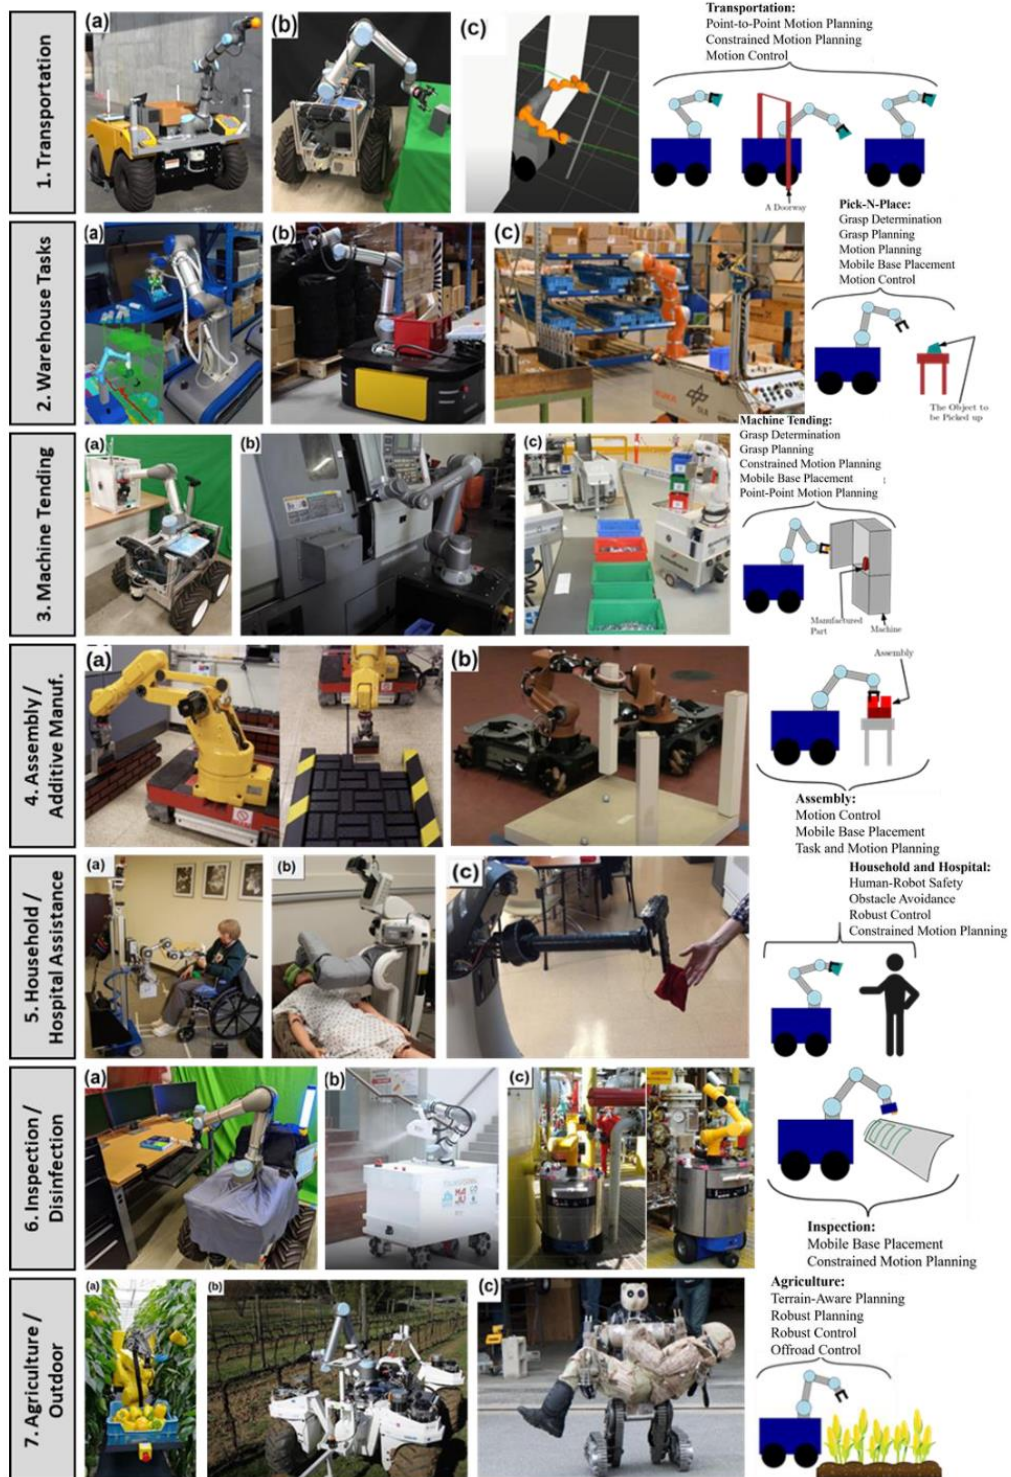 1. Transportation
(a)
(b)
(c)
Transportation:
Point-to-Point Motion Planning
Constrained Motion Planning
Motion Control
A Doorway
2. Warehouse Tasks
(a)
(b)
(c)
Pick-N-Place:
Grasp Determination
Grasp Planning
Motion Planning
Mobile Base Placement
Motion Control
The Object to
be Picked up
3. Machine Tending
(a)
(b)
(c)
Machine Tending:
Grasp Determination
Grasp Planning
Constrained Motion Planning
Mobile Base Placement
Point-Point Motion Planning
Manufactured
Part
Machine
4. Assembly /
Additive Manuf.
(a)
(b)
Assembly
Assembly:
Motion Control
Mobile Base Placement
Task and Motion Planning
5. Household /
Hospital Assistance
(a)
(b)
(c)
Household and Hospital:
Human-Robot Safety
Obstacle Avoidance
Robust Control
Constrained Motion Planning
6. Inspection /
Disinfection
(a)
(b)
(c)
Inspection:
Mobile Base Placement
Constrained Motion Planning
7. Agriculture /
Outdoor
(a)
(b)
(c)
Agriculture:
Terrain-Aware Planning
Robust Planning
Robust Control
Offroad Control